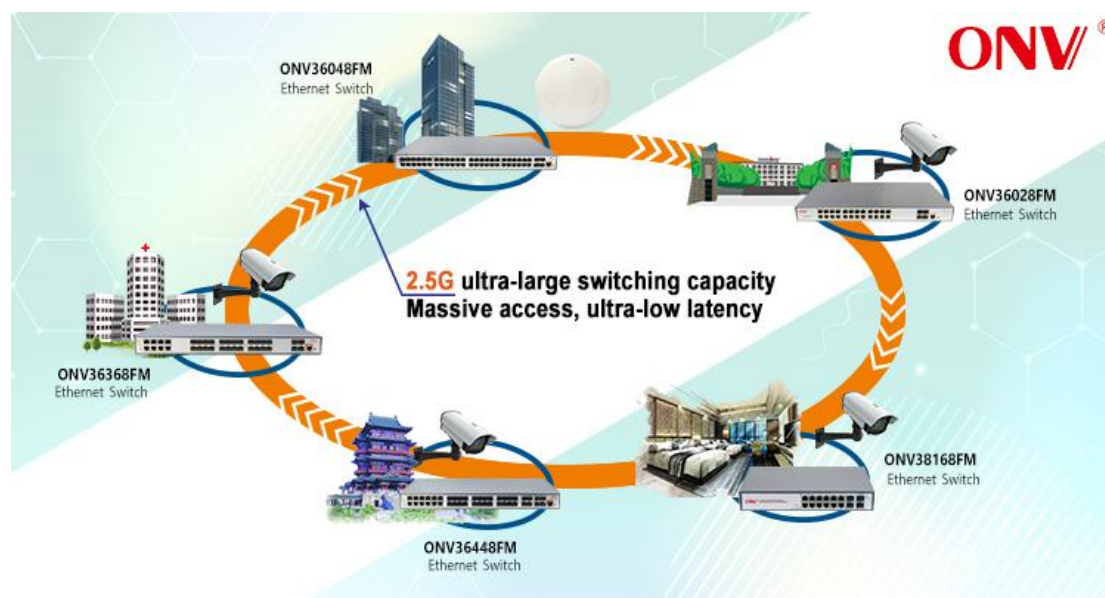 ONV®
ONV36048FM
Ethernet Switch
ONV36028FM
Ethernet Switch
2.5G ultra-large switching capacity
Massive access, ultra-low latency
ONV36368FM
Ethernet Switch
ONV38168FM
Ethernet Switch
ONV
ONV36448FM
Ethernet Switch